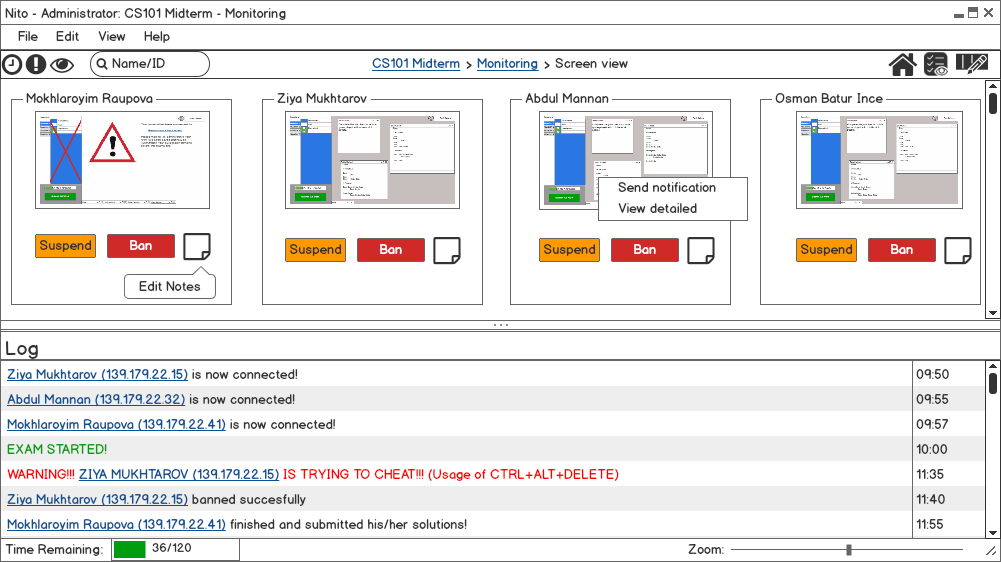 Nito - Administrator: CS101 Midterm - Monitoring
File Edit View Help
Name/ID
CS101 Midterm > Monitoring > Screen view
Mokhlaroyim Raupova
Ziya Mukhtarov
Abdul Mannan
Osman Batur Ince
Send notification
View detailed
Suspend Ban
Suspend Ban
Suspend Ban
Suspend Ban
Edit Notes
Log
Ziya Mukhtarov (139.179.22.15) is now connected! 09:50
Abdul Mannan (139.179.22.32) is now connected! 09:55
Mokhlaroyim Raupova (139.179.22.41) is now connected! 09:57
EXAM STARTED! 10:00
WARNING!!! ZIYA MUKHTAROV (139.179.22.15) IS TRYING TO CHEAT!!! (Usage of CTRL+ALT+DELETE) 11:35
Ziya Mukhtarov (139.179.22.15) banned succesfully 11:40
Mokhlaroyim Raupova (139.179.22.41) finished and submitted his/her solutions! 11:55
Time Remaining: 36/120
Zoom: